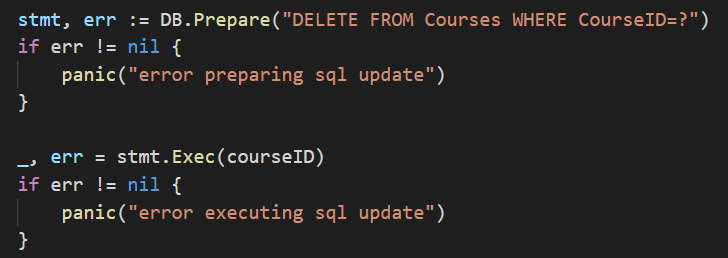 stmt, err := DB.Prepare("DELETE FROM Courses WHERE CourseID=?")
if err != nil {
    panic("error preparing sql update")
}

_, err = stmt.Exec(courseID)
if err != nil {
    panic("error executing sql update")
}